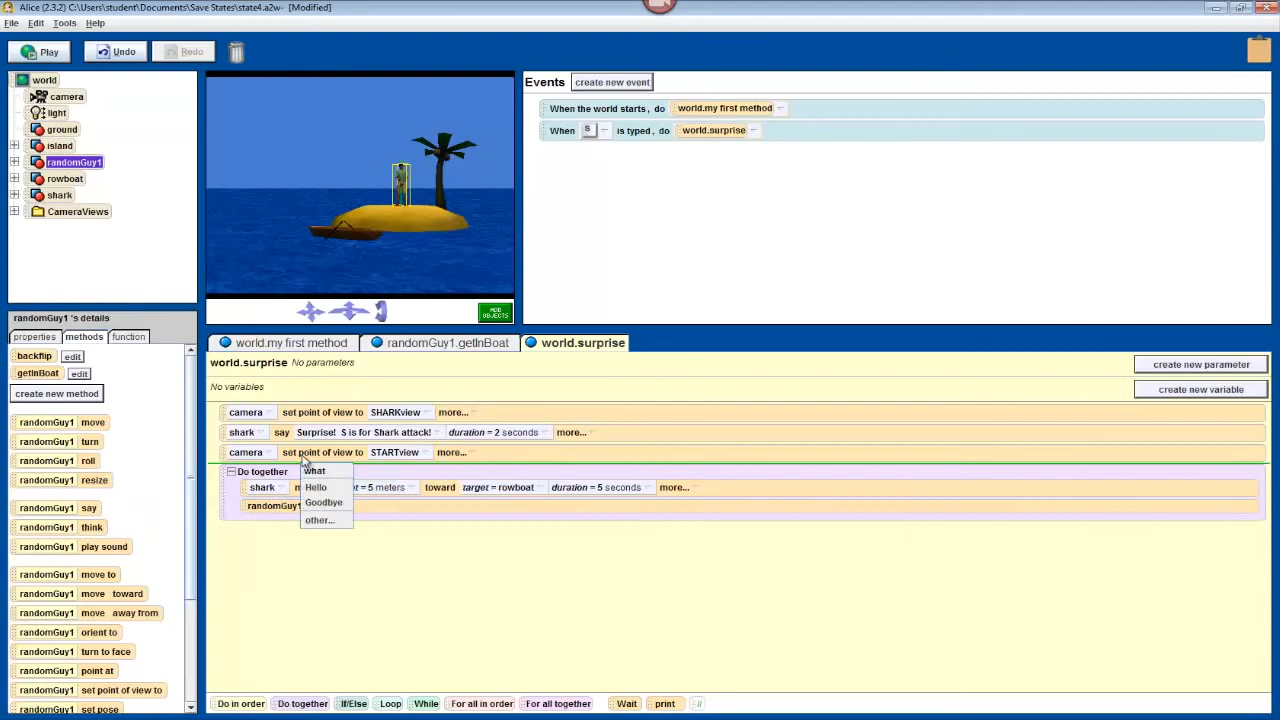 Alice (2.3.2) C:\Users\student\Documents\Save States\state4.a2w- [Modified]
File Edit Tools Help
Play Undo Redo
world
camera
light
ground
island
randomGuy1
rowboat
shark
CameraViews
ADD OBJECTS
Events create new event
When the world starts, do world.my first method
When S is typed, do world.surprise
randomGuy1 's details
properties methods function
backflip edit
getInBoat edit
create new method
randomGuy1 move
randomGuy1 turn
randomGuy1 roll
randomGuy1 resize
randomGuy1 say
randomGuy1 think
randomGuy1 play sound
randomGuy1 move to
randomGuy1 move toward
randomGuy1 move away from
randomGuy1 orient to
randomGuy1 turn to face
randomGuy1 point at
randomGuy1 set point of view to
randomGuy1 set pose
world.my first method randomGuy1.getInBoat world.surprise
world.surprise No parameters create new parameter
No variables create new variable
camera set point of view to SHARKview more...
shark say Surprise! S is for Shark attack! duration = 2 seconds more...
camera set point of view to STARTview more...
Do together
shark t = 5 meters toward target = rowboat duration = 5 seconds more...
randomGuy1
what
Hello
Goodbye
other...
Do in order Do together If/Else Loop While For all in order For all together Wait print //